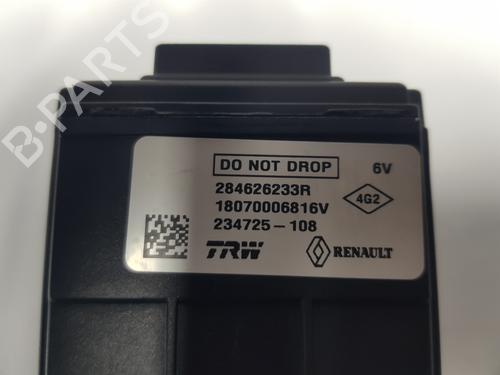 B-PARTS
DO NOT DROP
6V
284626233R
18070006816V
4G2
234725-108
TRW
RENAULT